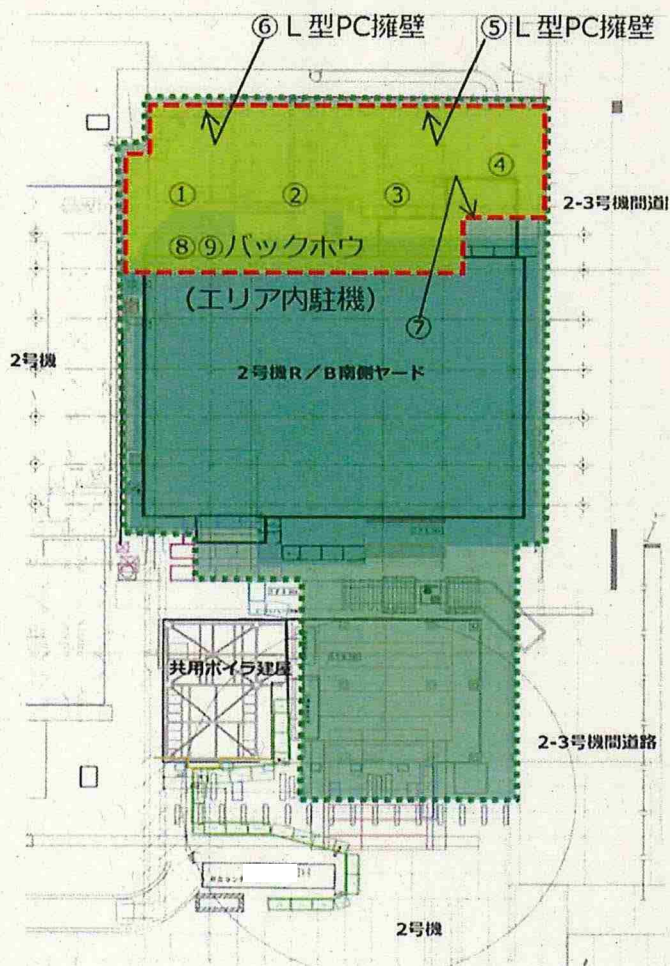 ⑥Ｌ型PC擁壁
⑤Ｌ型PC擁壁
④
①
②
③
2-3号機間道
⑧⑨バックホウ
(エリア内駐機)
⑦
2号機
2号機R／B南側ヤード
共用ボイラ建屋
2-3号機間道路
2号機